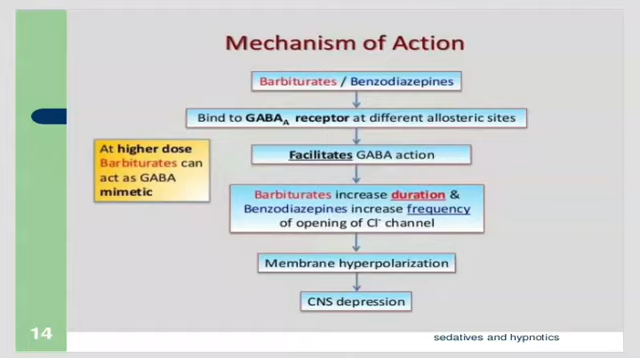 Mechanism of Action
Barbiturates / Benzodiazepines
Bind to GABAA receptor at different allosteric sites
Facilitates GABA action
At higher dose
Barbiturates can
act as GABA
mimetic
Barbiturates increase duration &
Benzodiazepines increase frequency
of opening of Cl- channel
Membrane hyperpolarization
CNS depression
14
sedatives and hypnotics